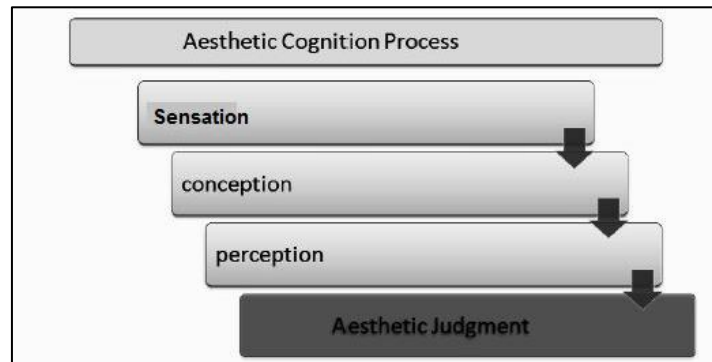 Aesthetic Cognition Process
Sensation
conception
perception
Aesthetic Judgment